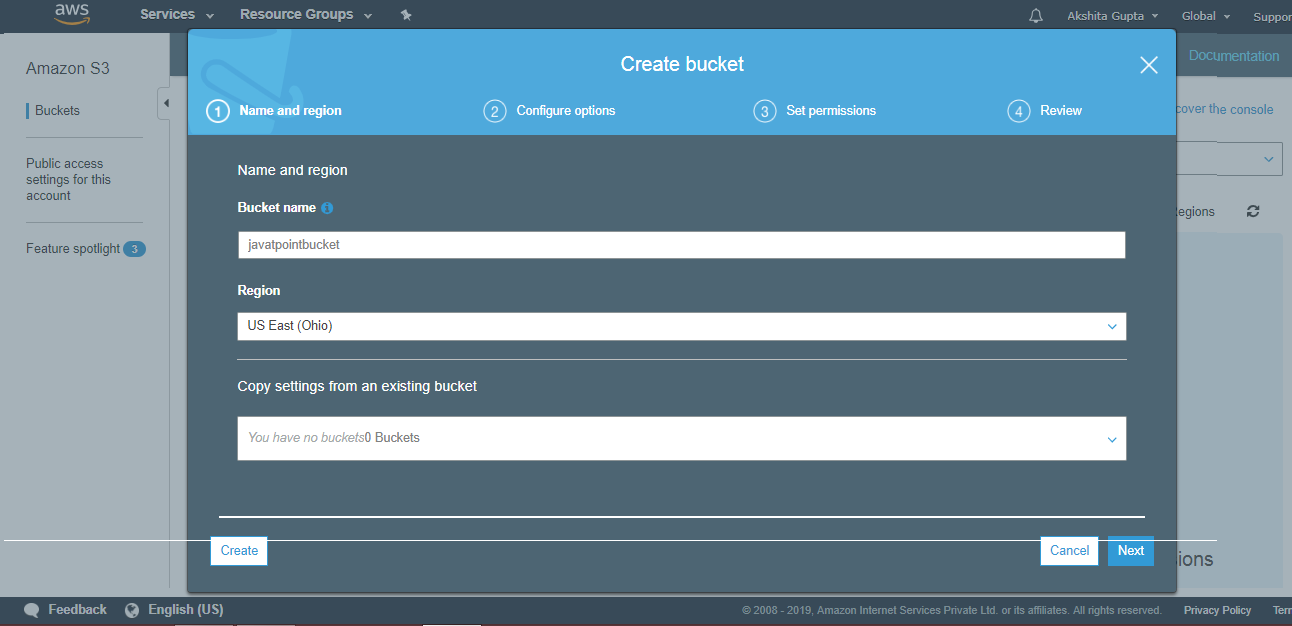 aws
Services
Resource Groups
Akshita Gupta
Global
Suppor
Amazon S3
Buckets
Public access
settings for this
account
Feature spotlight 3
Documentation
cover the console
egions
ions
Create bucket
1 Name and region
2 Configure options
3 Set permissions
4 Review
Name and region
Bucket name
javatpointbucket
Region
US East (Ohio)
Copy settings from an existing bucket
You have no buckets0 Buckets
Create
Cancel
Next
Feedback
English (US)
© 2008 - 2019, Amazon Internet Services Private Ltd. or its affiliates. All rights reserved.
Privacy Policy
Tern